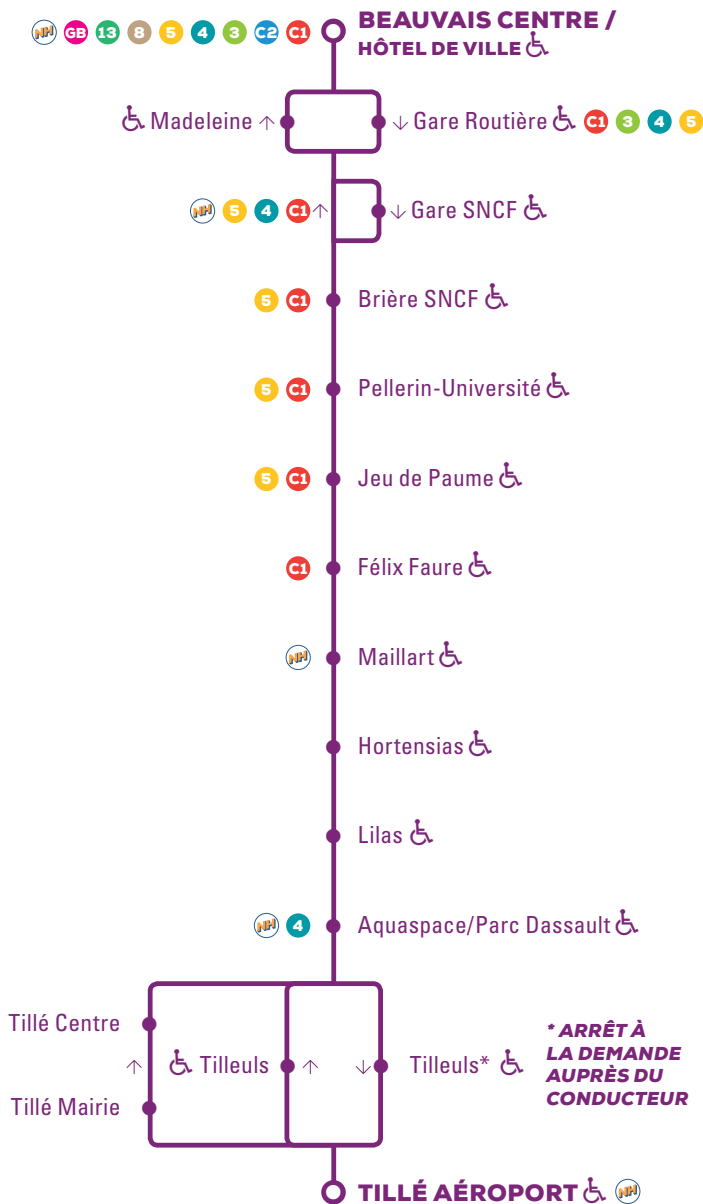 NH GB 13 8 5 4 3 C2 C1 BEAUVAIS CENTRE /
HÔTEL DE VILLE
Madeleine ↑ ↓ Gare Routière C1 3 4 5
NH 5 4 C1 ↑ ↓ Gare SNCF
5 C1 Brière SNCF
5 C1 Pellerin-Université
5 C1 Jeu de Paume
C1 Félix Faure
NH Maillart
Hortensias
Lilas
NH 4 Aquaspace/Parc Dassault
Tillé Centre
↑ Tilleuls ↑ ↓ Tilleuls*
Tillé Mairie
* ARRÊT À
LA DEMANDE
AUPRÈS DU
CONDUCTEUR
TILLÉ AÉROPORT NH